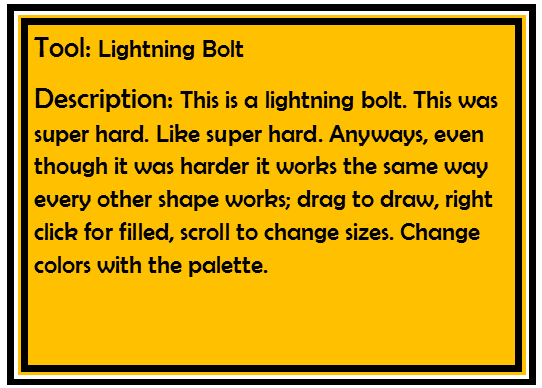 Tool: Lightning Bolt
Description: This is a lightning bolt. This was
super hard. Like super hard. Anyways, even
though it was harder it works the same way
every other shape works; drag to draw, right
click for filled, scroll to change sizes. Change
colors with the palette.